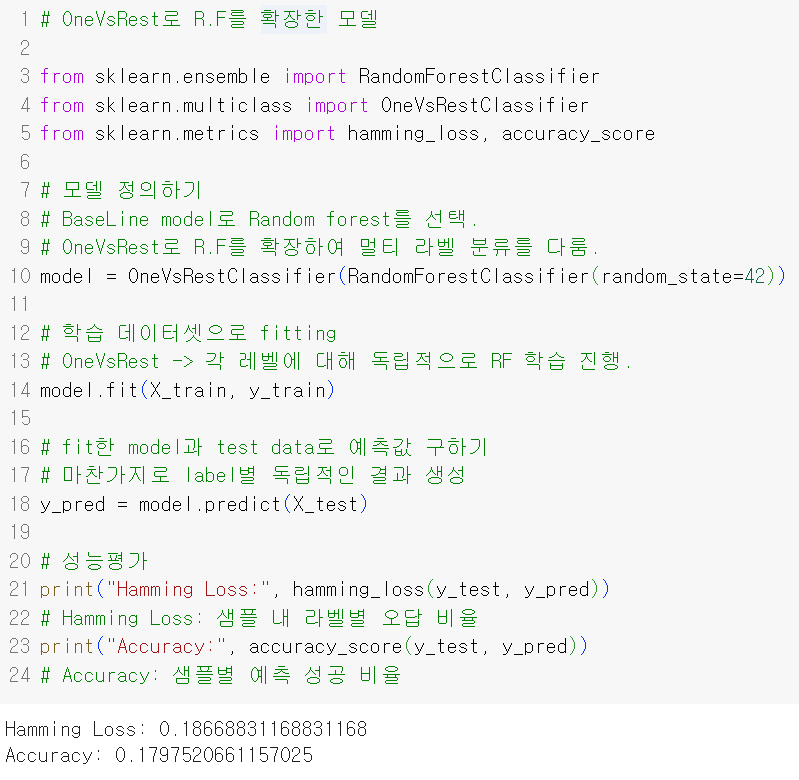 1 # OneVsRest로 R.F를 확장한 모델
2
3 from sklearn.ensemble import RandomForestClassifier
4 from sklearn.multiclass import OneVsRestClassifier
5 from sklearn.metrics import hamming_loss, accuracy_score
6
7 # 모델 정의하기
8 # BaseLine model로 Random forest를 선택.
9 # OneVsRest로 R.F를 확장하여 멀티 라벨 분류를 다룸.
10 model = OneVsRestClassifier(RandomForestClassifier(random_state=42))
11
12 # 학습 데이터셋으로 fitting
13 # OneVsRest -> 각 레벨에 대해 독립적으로 RF 학습 진행.
14 model.fit(X_train, y_train)
15
16 # fit한 model과 test data로 예측값 구하기
17 # 마찬가지로 label별 독립적인 결과 생성
18 y_pred = model.predict(X_test)
19
20 # 성능평가
21 print("Hamming Loss:", hamming_loss(y_test, y_pred))
22 # Hamming Loss: 샘플 내 라벨별 오답 비율
23 print("Accuracy:", accuracy_score(y_test, y_pred))
24 # Accuracy: 샘플별 예측 성공 비율
Hamming Loss: 0.18668831168831168
Accuracy: 0.1797520661157025